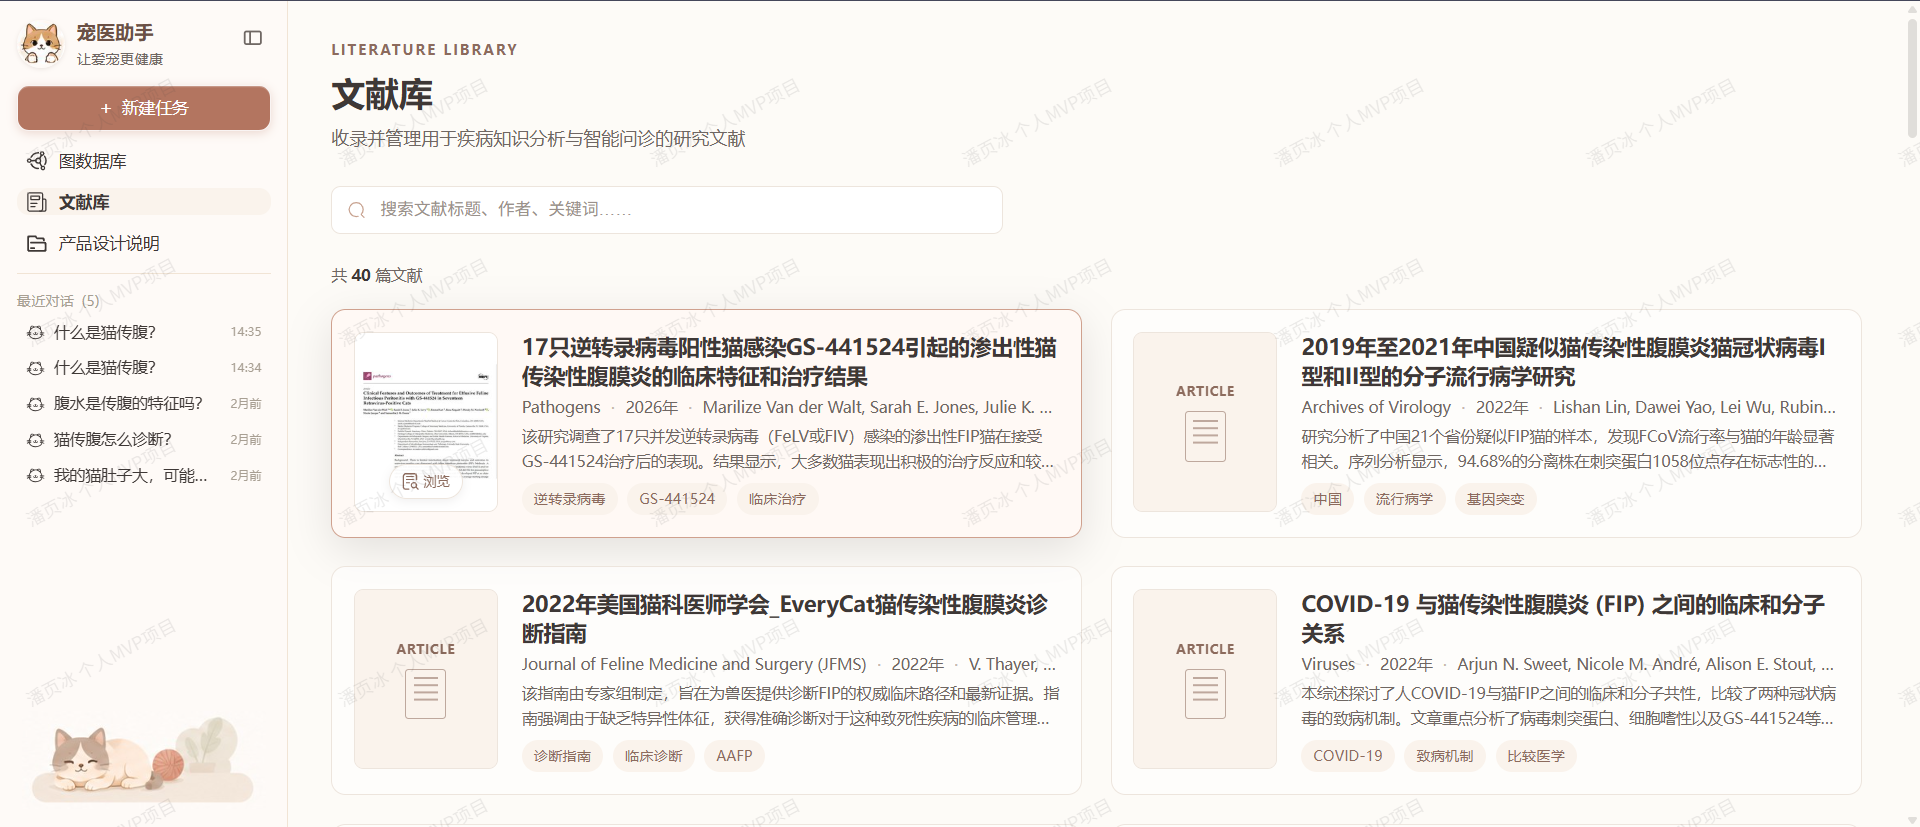 宠医助手
让爱宠更健康
+ 新建任务
图数据库
文献库
产品设计说明
最近对话 (5)
什么是猫传腹? 14:35
什么是猫传腹? 14:34
腹水是传腹的特征吗? 2月前
猫传腹怎么诊断? 2月前
我的猫肚子大，可能... 2月前
LITERATURE LIBRARY
文献库
收录并管理用于疾病知识分析与智能问诊的研究文献
搜索文献标题、作者、关键词……
共 40 篇文献
pathogens
Clinical Features and Outcomes of Treatment for Effusive Feline
Infectious Peritonitis with GS-441524 in Seventeen
Retrovirus-Positive Cats
浏览
17只逆转录病毒阳性猫感染GS-441524引起的渗出性猫
传染性腹膜炎的临床特征和治疗结果
Pathogens · 2026年 · Marilize Van der Walt, Sarah E. Jones, Julie K. ...
该研究调查了17只并发逆转录病毒（FeLV或FIV）感染的渗出性FIP猫在接受
GS-441524治疗后的表现。结果显示，大多数猫表现出积极的治疗反应和较...
逆转录病毒 GS-441524 临床治疗
ARTICLE
2019年至2021年中国疑似猫传染性腹膜炎猫冠状病毒I
型和II型的分子流行病学研究
Archives of Virology · 2022年 · Lishan Lin, Dawei Yao, Lei Wu, Rubin...
研究分析了中国21个省份疑似FIP猫的样本，发现FCoV流行率与猫的年龄显著
相关。序列分析显示，94.68%的分离株在刺突蛋白1058位点存在标志性的...
中国 流行病学 基因突变
ARTICLE
2022年美国猫科医师学会_EveryCat猫传染性腹膜炎诊
断指南
Journal of Feline Medicine and Surgery (JFMS) · 2022年 · V. Thayer, ...
该指南由专家组制定，旨在为兽医提供诊断FIP的权威临床路径和最新证据。指
南强调由于缺乏特异性体征，获得准确诊断对于这种致死性疾病的临床管理...
诊断指南 临床诊断 AAFP
ARTICLE
COVID-19 与猫传染性腹膜炎 (FIP) 之间的临床和分子
关系
Viruses · 2022年 · Arjun N. Sweet, Nicole M. André, Alison E. Stout, ...
本综述探讨了人COVID-19与猫FIP之间的临床和分子共性，比较了两种冠状病
毒的致病机制。文章重点分析了病毒刺突蛋白、细胞嗜性以及GS-441524等...
COVID-19 致病机制 比较医学
潘页冰 个人MVP项目